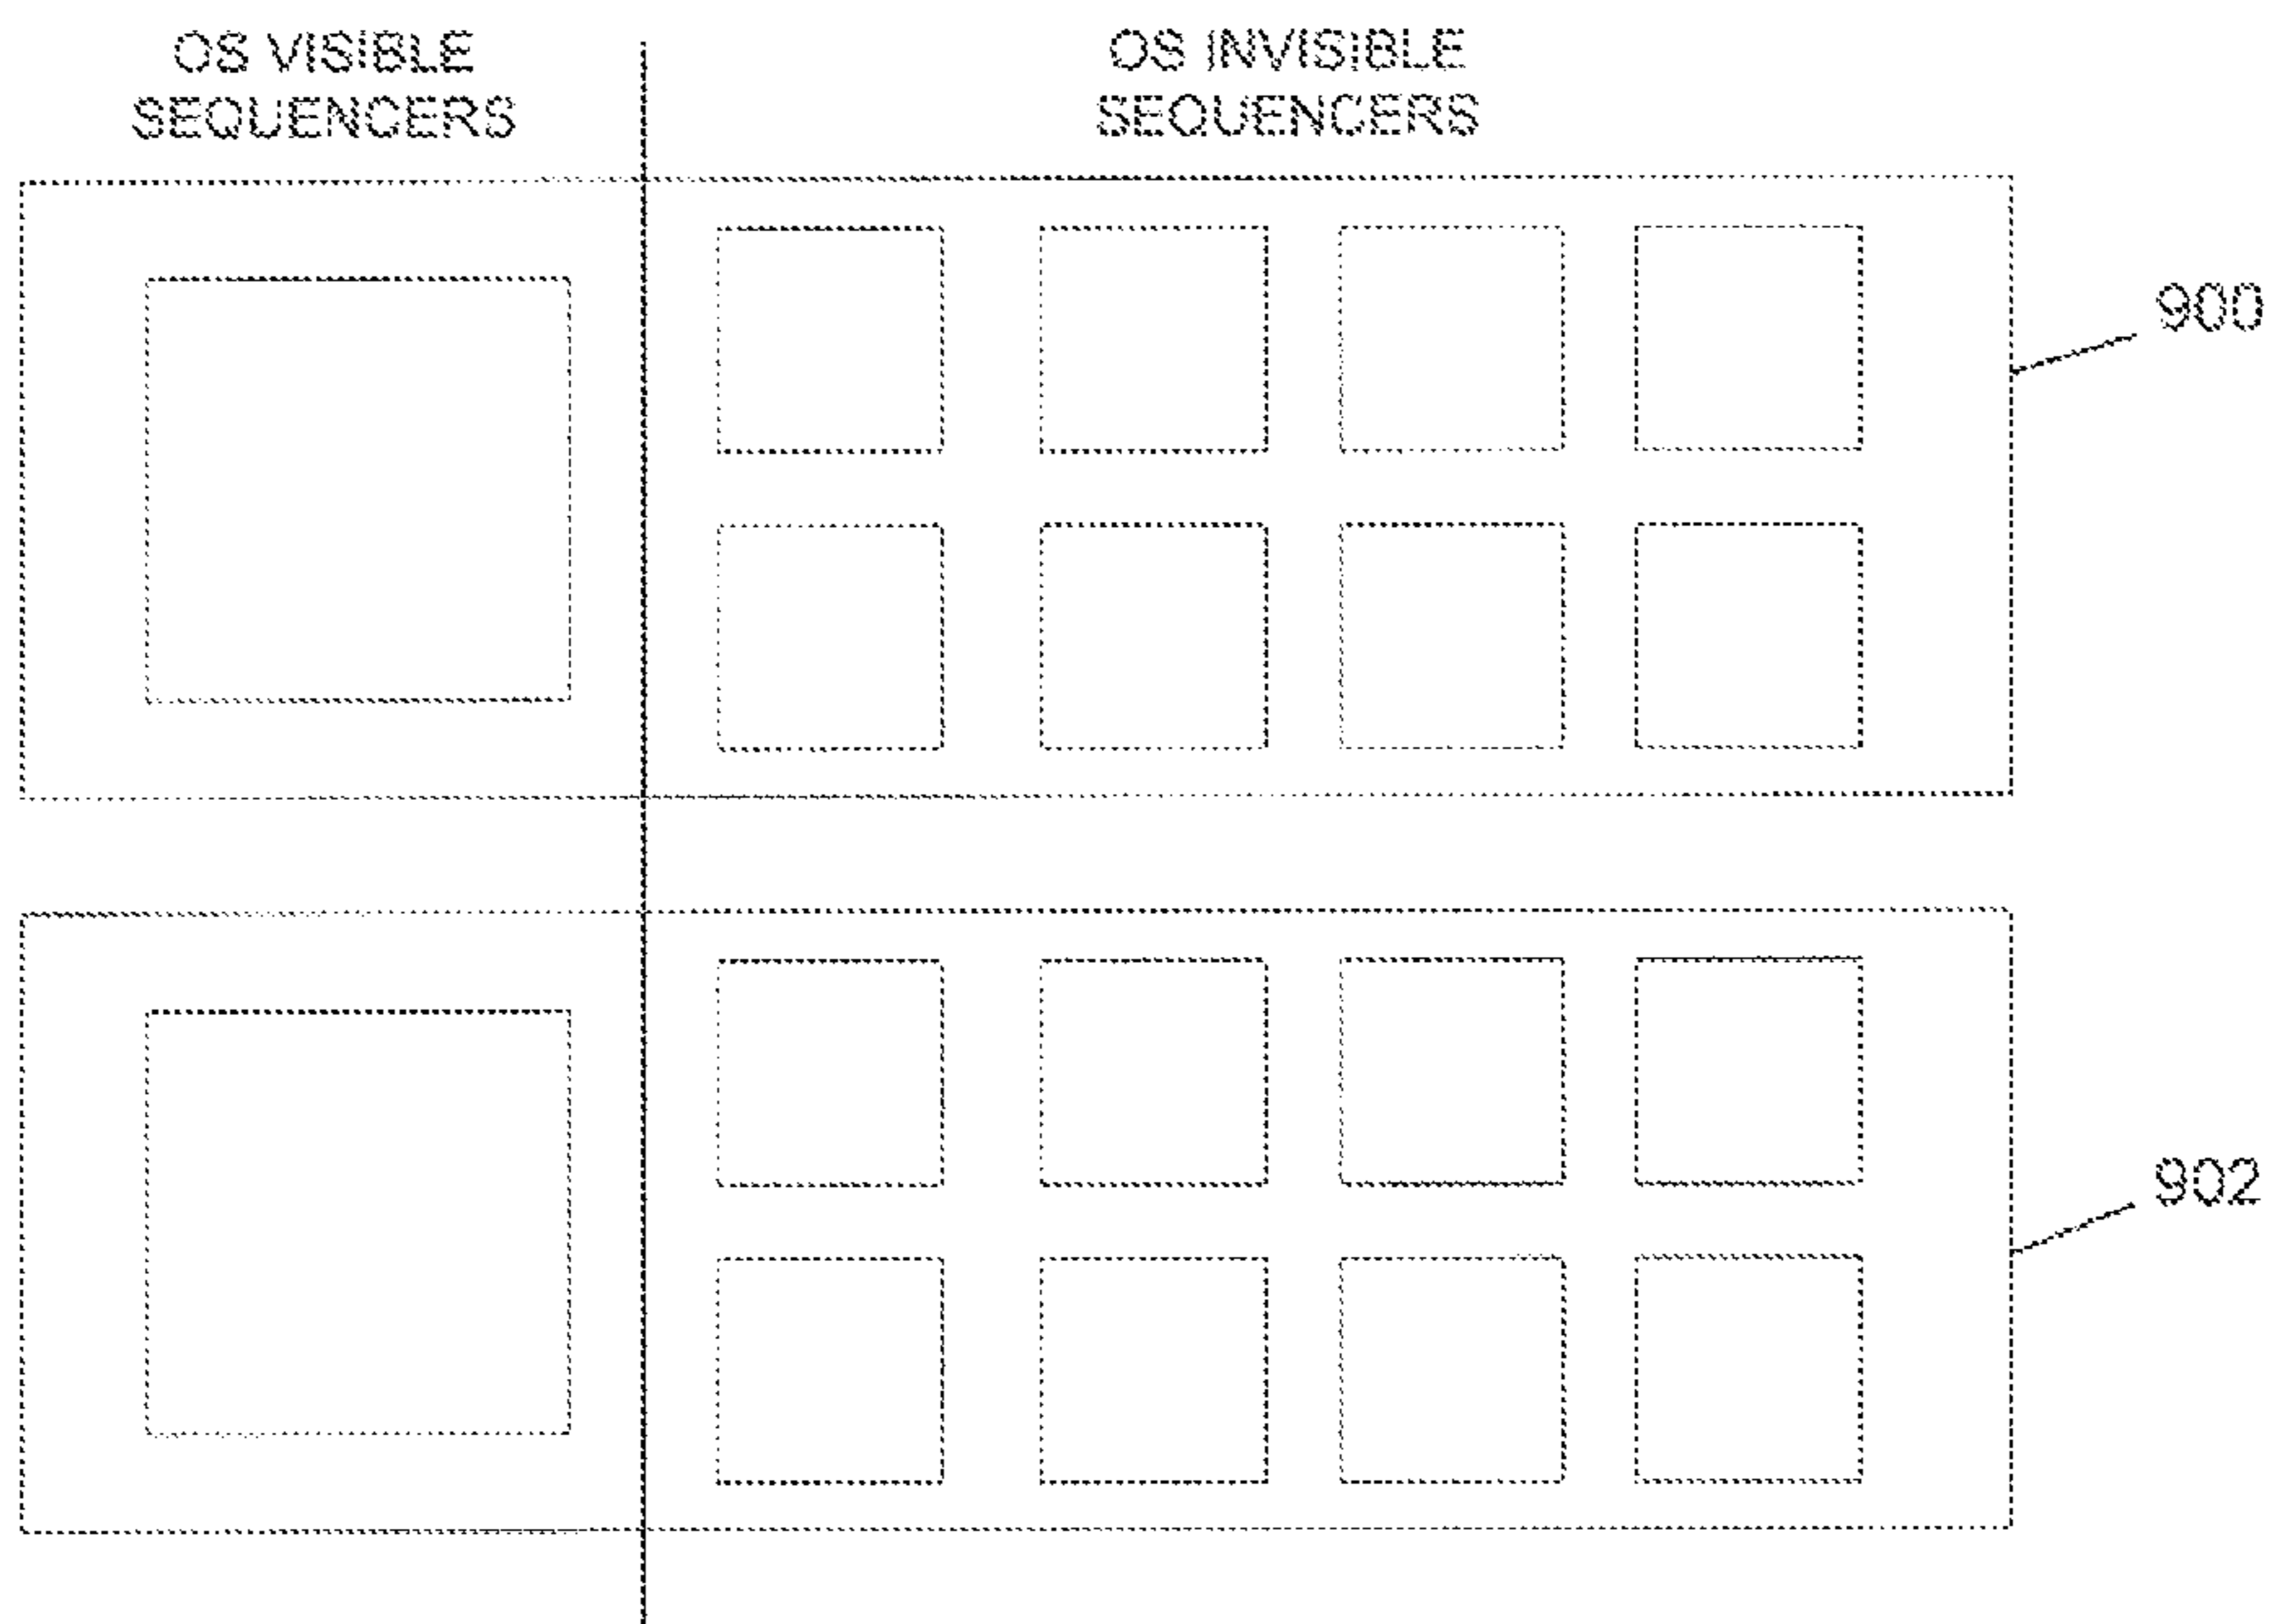 OS VISIBLE
SEQUENCERS
OS INVISIBLE
SEQUENCERS
900
902